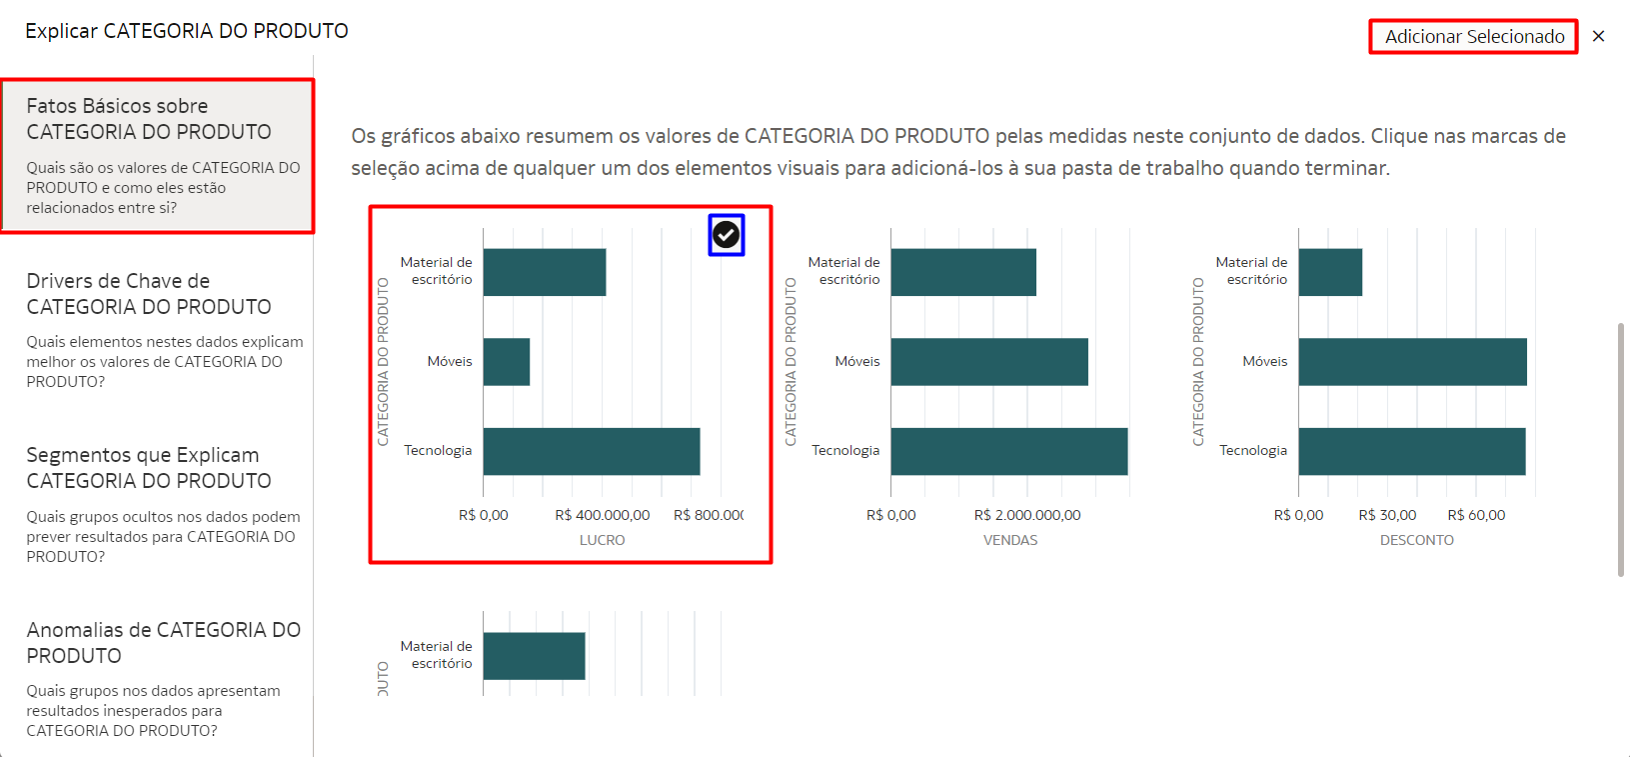 Explicar CATEGORIA DO PRODUTO
Adicionar Selecionado
Fatos Básicos sobre
CATEGORIA DO PRODUTO
Quais são os valores de CATEGORIA DO
PRODUTO e como eles estão
relacionados entre si?
Drivers de Chave de
CATEGORIA DO PRODUTO
Quais elementos nestes dados explicam
melhor os valores de CATEGORIA DO
PRODUTO?
Segmentos que Explicam
CATEGORIA DO PRODUTO
Quais grupos ocultos nos dados podem
prever resultados para CATEGORIA DO
PRODUTO?
Anomalias de CATEGORIA DO
PRODUTO
Quais grupos nos dados apresentam
resultados inesperados para
CATEGORIA DO PRODUTO?
Os gráficos abaixo resumem os valores de CATEGORIA DO PRODUTO pelas medidas neste conjunto de dados. Clique nas marcas de
seleção acima de qualquer um dos elementos visuais para adicioná-los à sua pasta de trabalho quando terminar.
CATEGORIA DO PRODUTO
Material de
escritório
Móveis
Tecnologia
R$ 0,00 R$ 400.000,00 R$ 800.00
LUCRO
CATEGORIA DO PRODUTO
Material de
escritório
Móveis
Tecnologia
R$ 0,00 R$ 2.000.000,00
VENDAS
CATEGORIA DO PRODUTO
Material de
escritório
Móveis
Tecnologia
R$ 0,00 R$ 30,00 R$ 60,00
DESCONTO
DUTO
Material de
escritório